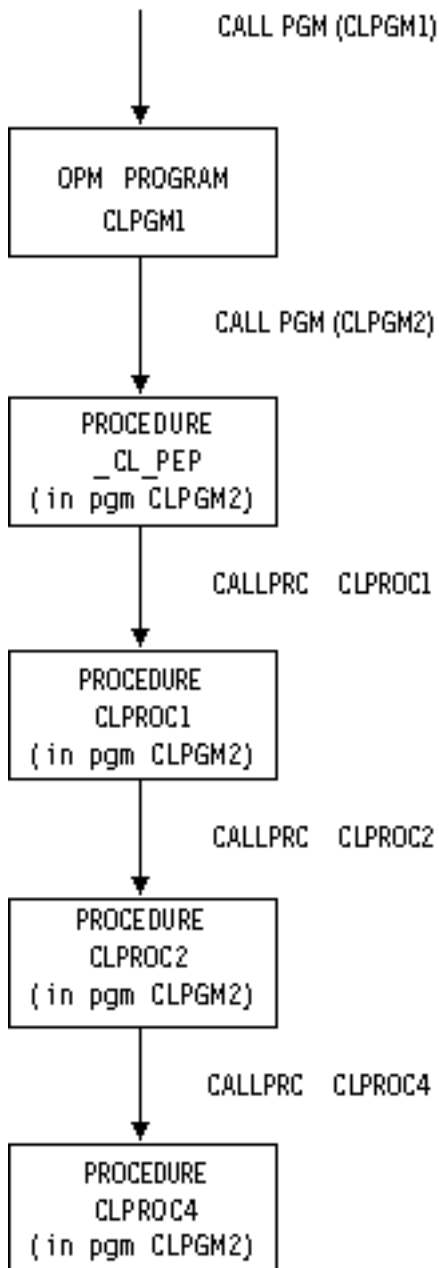 CALL PGM (CLPGM1)
OPM PROGRAM
CLPGM1
CALL PGM (CLPGM2)
PROCEDURE
_CL_PEP
(in pgm CLPGM2)
CALLPRC CLPROC1
PROCEDURE
CLPROC1
(in pgm CLPGM2)
CALLPRC CLPROC2
PROCEDURE
CLPROC2
(in pgm CLPGM2)
CALLPRC CLPROC4
PROCEDURE
CLPROC4
(in pgm CLPGM2)